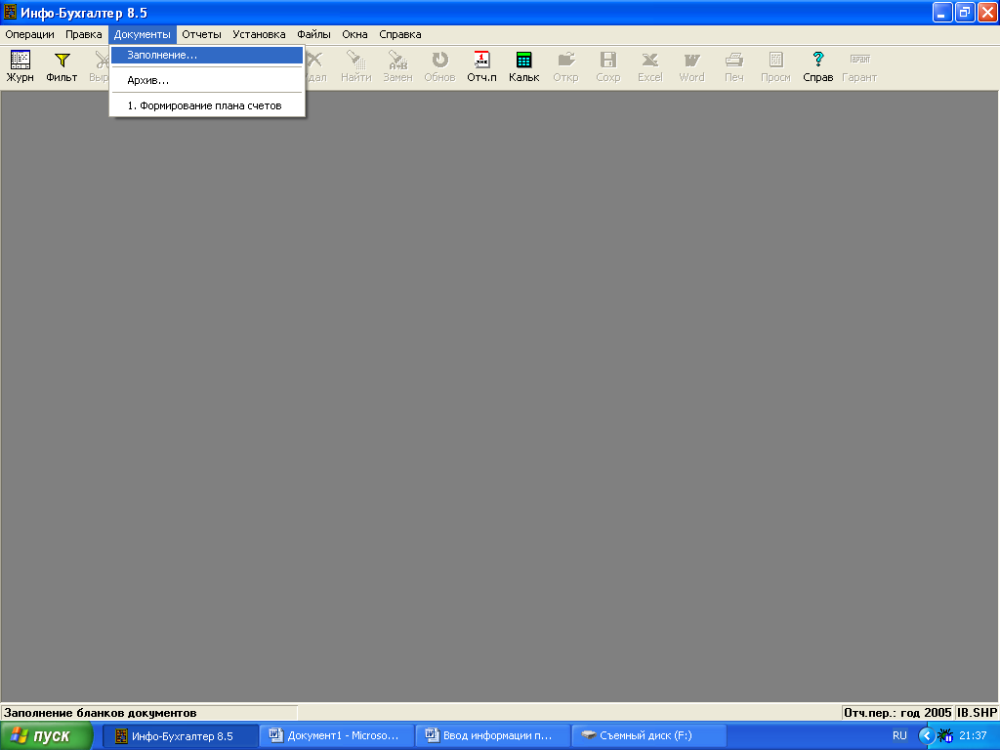 Инфо-Бухгалтер 8.5
Операции Правка Документы Отчеты Установка Файлы Окна Справка
Журн Фильт Выр дал Найти Замен Обнов Отч.п Кальк Откр Сохр Excel Word Печ Просм Справ Гарант
ГАРАНТ
Заполнение...
Архив...
1. Формирование плана счетов
Заполнение бланков документов
Отч.пер.: год 2005 IB.SHP
пуск
Инфо-Бухгалтер 8.5
Документ1 - Microso...
Ввод информации п...
Съемный диск (F:)
RU
21:37